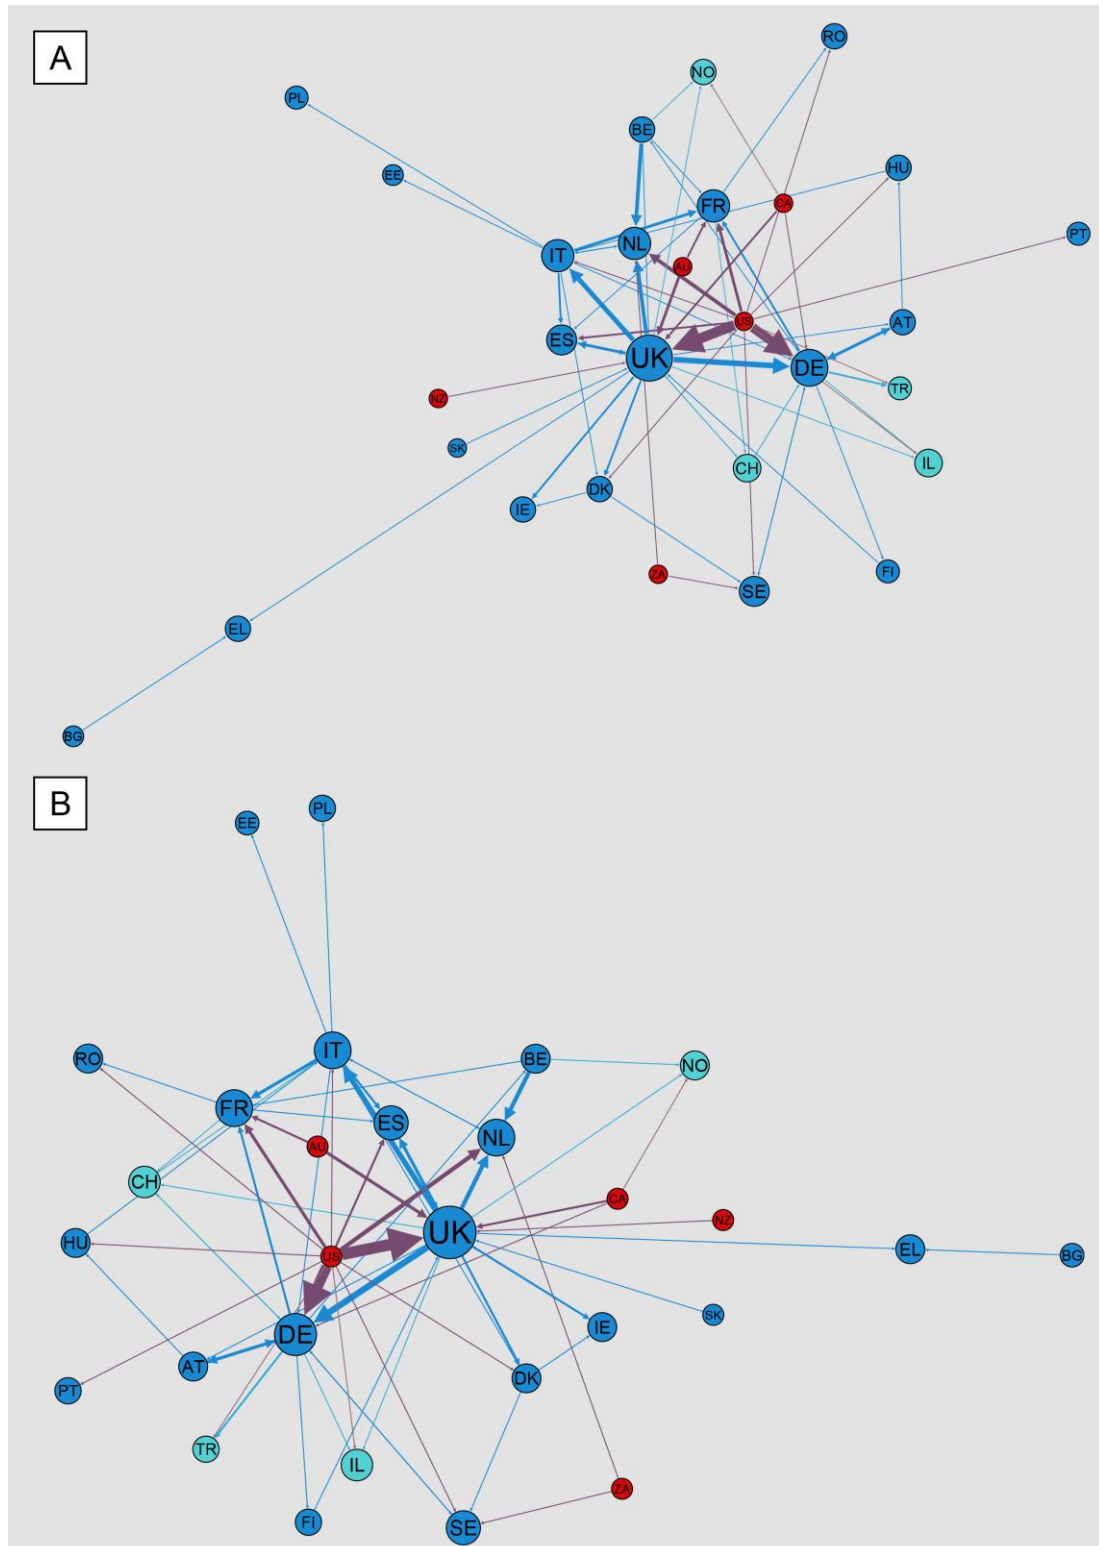 A
RO
NO
PL
BE
HU
EE
FR
CA
PT
NL
IT
AU
US
AT
ES
UK
DE
TR
NZ
SK
CH
IL
DK
IE
FI
ZA
SE
EL
BG
B
PL
EE
IT
RO
BE
NO
FR
ES
NL
AU
CH
CA
NZ
UK
HU
EL
BG
US
SK
IE
DE
AT
DK
PT
TR
IL
ZA
FI
SE